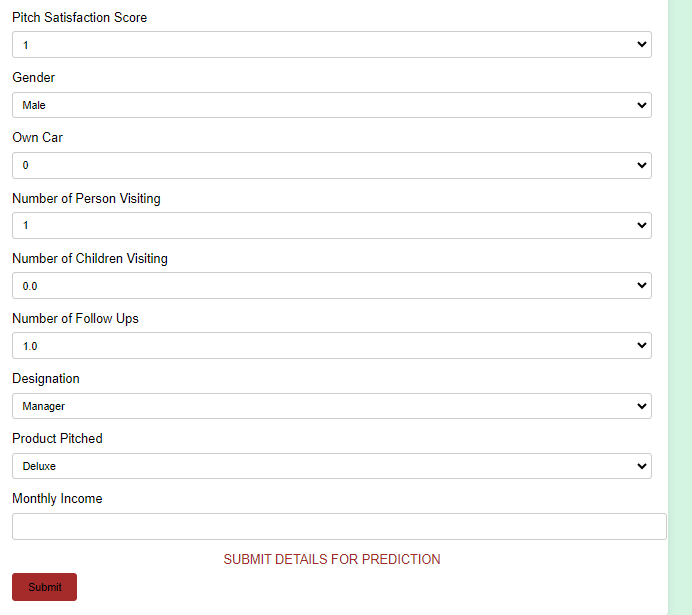 Pitch Satisfaction Score
1
Gender
Male
Own Car
0
Number of Person Visiting
1
Number of Children Visiting
0.0
Number of Follow Ups
1.0
Designation
Manager
Product Pitched
Deluxe
Monthly Income
SUBMIT DETAILS FOR PREDICTION
Submit